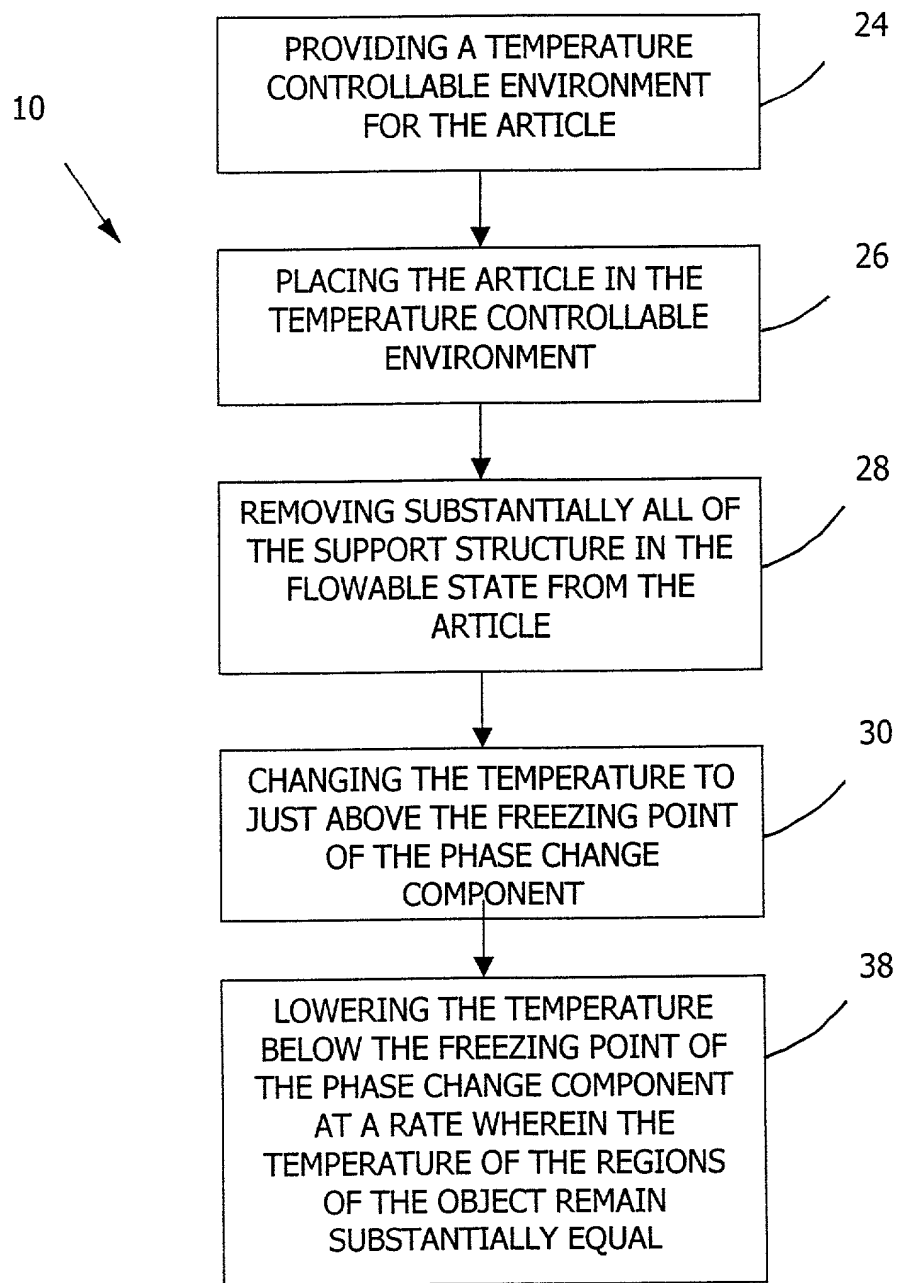 10
PROVIDING A TEMPERATURE
CONTROLLABLE ENVIRONMENT
FOR THE ARTICLE
24
PLACING THE ARTICLE IN THE
TEMPERATURE CONTROLLABLE
ENVIRONMENT
26
REMOVING SUBSTANTIALLY ALL OF
THE SUPPORT STRUCTURE IN THE
FLOWABLE STATE FROM THE
ARTICLE
28
CHANGING THE TEMPERATURE TO
JUST ABOVE THE FREEZING POINT
OF THE PHASE CHANGE
COMPONENT
30
LOWERING THE TEMPERATURE
BELOW THE FREEZING POINT OF
THE PHASE CHANGE COMPONENT
AT A RATE WHEREIN THE
TEMPERATURE OF THE REGIONS
OF THE OBJECT REMAIN
SUBSTANTIALLY EQUAL
38